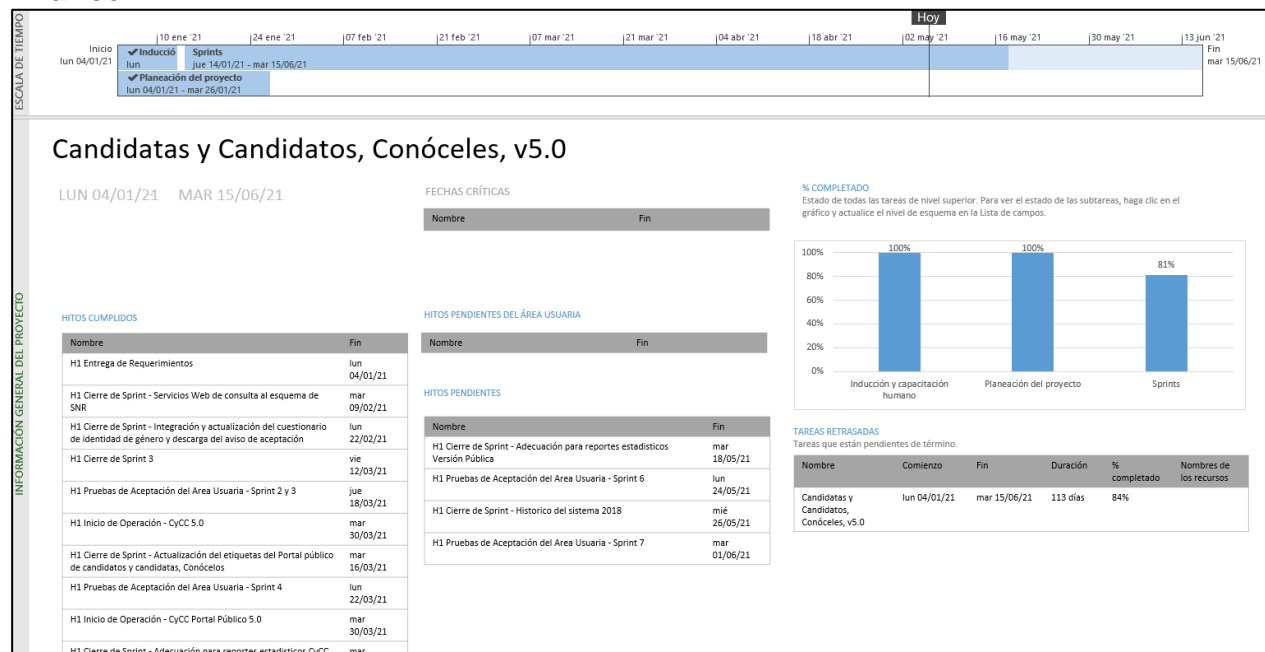 ESCALA DE TIEMPO
Hoy
10 ene '21
24 ene '21
07 feb '21
21 feb '21
07 mar '21
21 mar '21
04 abr '21
18 abr '21
02 may '21
16 may '21
30 may '21
13 jun '21
Inicio
lun 04/01/21
Inducció
lun
Sprints
jue 14/01/21 - mar 15/06/21
Planeación del proyecto
lun 04/01/21 - mar 26/01/21
Fin
mar 15/06/21
INFORMACIÓN GENERAL DEL PROYECTO
Candidatas y Candidatos, Conóceles, v5.0
LUN 04/01/21 MAR 15/06/21
HITOS CUMPLIDOS
Nombre Fin
H1 Entrega de Requerimientos lun
04/01/21
H1 Cierre de Sprint - Servicios Web de consulta al esquema de mar
SNR 09/02/21
H1 Cierre de Sprint - Integración y actualización del cuestionario lun
de identidad de género y descarga del aviso de aceptación 22/02/21
H1 Cierre de Sprint 3 vie
12/03/21
H1 Pruebas de Aceptación del Area Usuaria - Sprint 2 y 3 jue
18/03/21
H1 Inicio de Operación - CyCC 5.0 mar
30/03/21
H1 Cierre de Sprint - Actualización del etiquetas del Portal público mar
de candidatos y candidatas, Conócelos 16/03/21
H1 Pruebas de Aceptación del Area Usuaria - Sprint 4 lun
22/03/21
H1 Inicio de Operación - CyCC Portal Público 5.0 mar
30/03/21
H1 Cierre de Sprint - Adecuación para reportes estadisticos CyCC mar
FECHAS CRÍTICAS
Nombre Fin
HITOS PENDIENTES DEL ÁREA USUARIA
Nombre Fin
HITOS PENDIENTES
Nombre Fin
H1 Cierre de Sprint - Adecuación para reportes estadisticos mar
Versión Pública 18/05/21
H1 Pruebas de Aceptación del Area Usuaria - Sprint 6 lun
24/05/21
H1 Cierre de Sprint - Historico del sistema 2018 mié
26/05/21
H1 Pruebas de Aceptación del Area Usuaria - Sprint 7 mar
01/06/21
% COMPLETADO
Estado de todas las tareas de nivel superior. Para ver el estado de las subtareas, haga clic en el
gráfico y actualice el nivel de esquema en la Lista de campos.
100%
80%
60%
40%
20%
0%
100%
100%
81%
Inducción y capacitación
humano
Planeación del proyecto
Sprints
TAREAS RETRASADAS
Tareas que están pendientes de término.
Nombre Comienzo Fin Duración % Nombres de
completado los recursos
Candidatas y lun 04/01/21 mar 15/06/21 113 días 84%
Candidatos,
Conóceles, v5.0